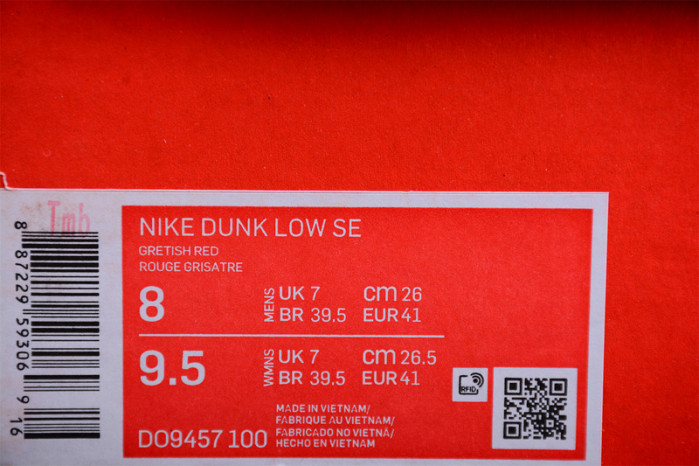 Tmb
8 87229 59306 9 16
NIKE DUNK LOW SE
GRETISH RED
ROUGE GRISATRE
8
MENS
UK 7
CM 26
BR 39.5
EUR 41
9.5
WMNS
UK 7
CM 26.5
BR 39.5
EUR 41
RFID
DO9457 100
MADE IN VIETNAM/
FABRIQUE AU VIETNAM/
FABRICADO NO VIETNÁ/
HECHO EN VIETNAM